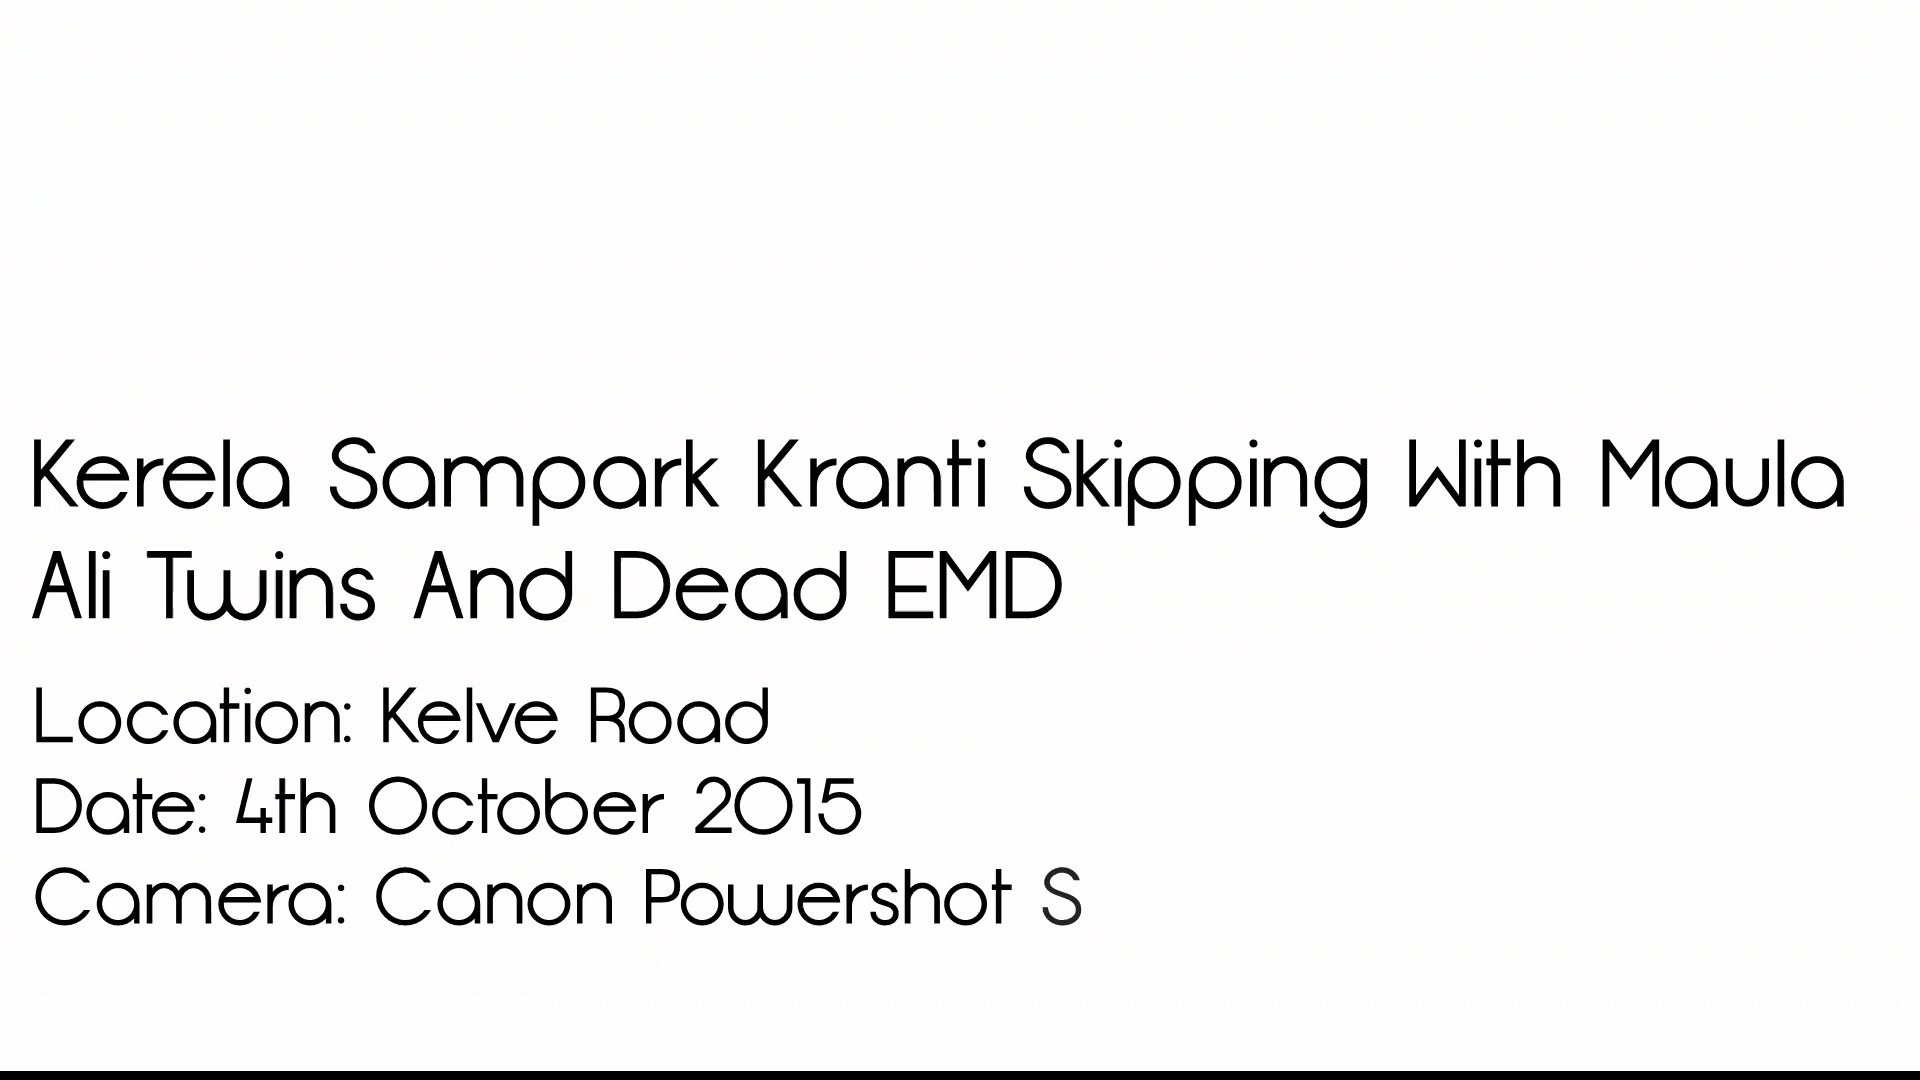 Kerela Sampark Kranti Skipping With Maula
Ali Twins And Dead EMD
Location: Kelve Road
Date: 4th October 2015
Camera: Canon Powershot S